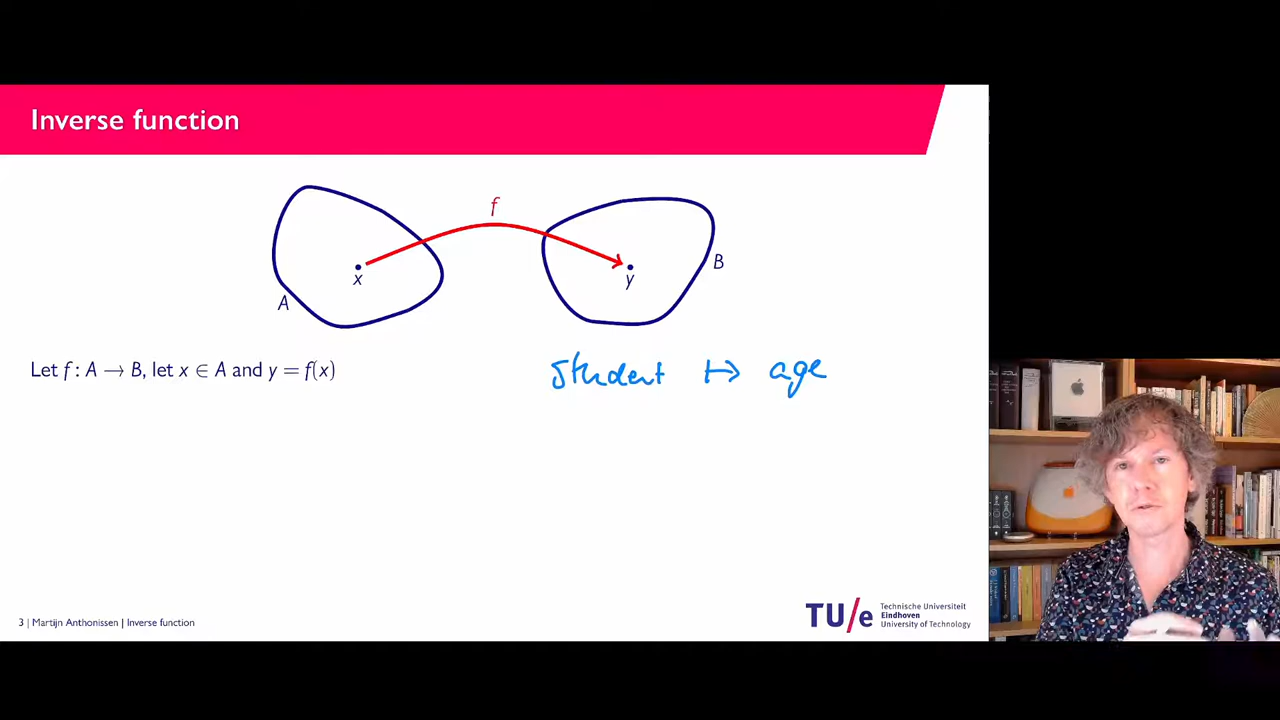 Inverse function
f
x
y
A
B
Let f : A → B, let x ∈ A and y = f(x)
student ↦ age
3 | Martijn Anthonissen | Inverse function
TU/e
Technische Universiteit
Eindhoven
University of Technology